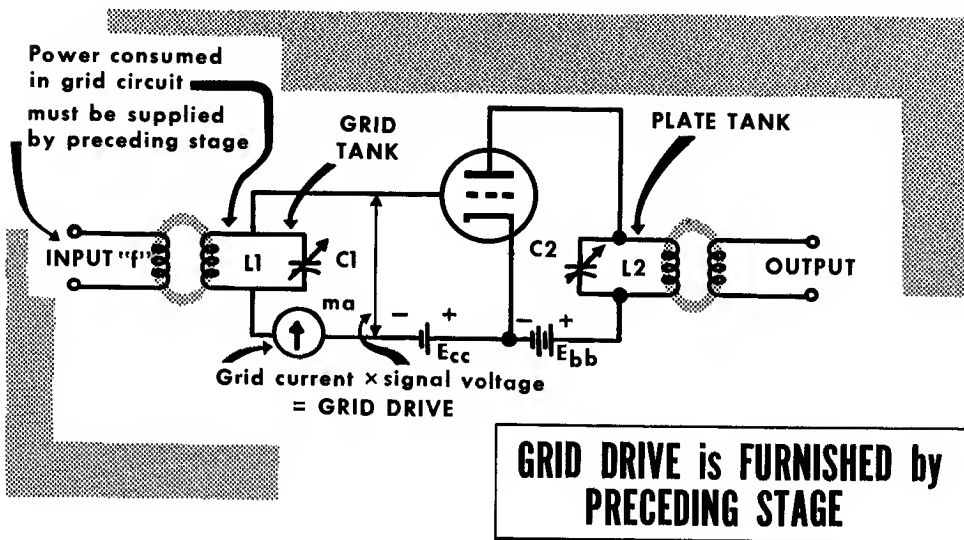 Power consumed
in grid circuit
must be supplied
by preceding stage
GRID
TANK
PLATE TANK
INPUT "f"
L1
C1
C2
L2
OUTPUT
ma
−
+
Ecc
−
+
Ebb
Grid current × signal voltage
= GRID DRIVE
GRID DRIVE is FURNISHED by
PRECEDING STAGE